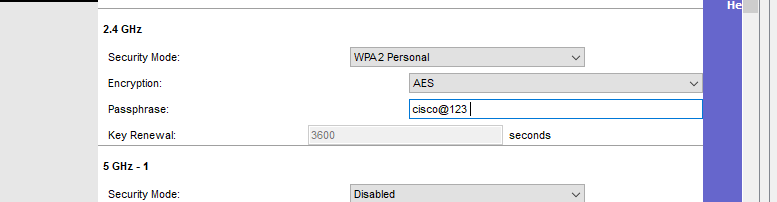 He
2.4 GHz
Security Mode: WPA2 Personal
Encryption: AES
Passphrase: cisco@123
Key Renewal: 3600 seconds
5 GHz - 1
Security Mode: Disabled